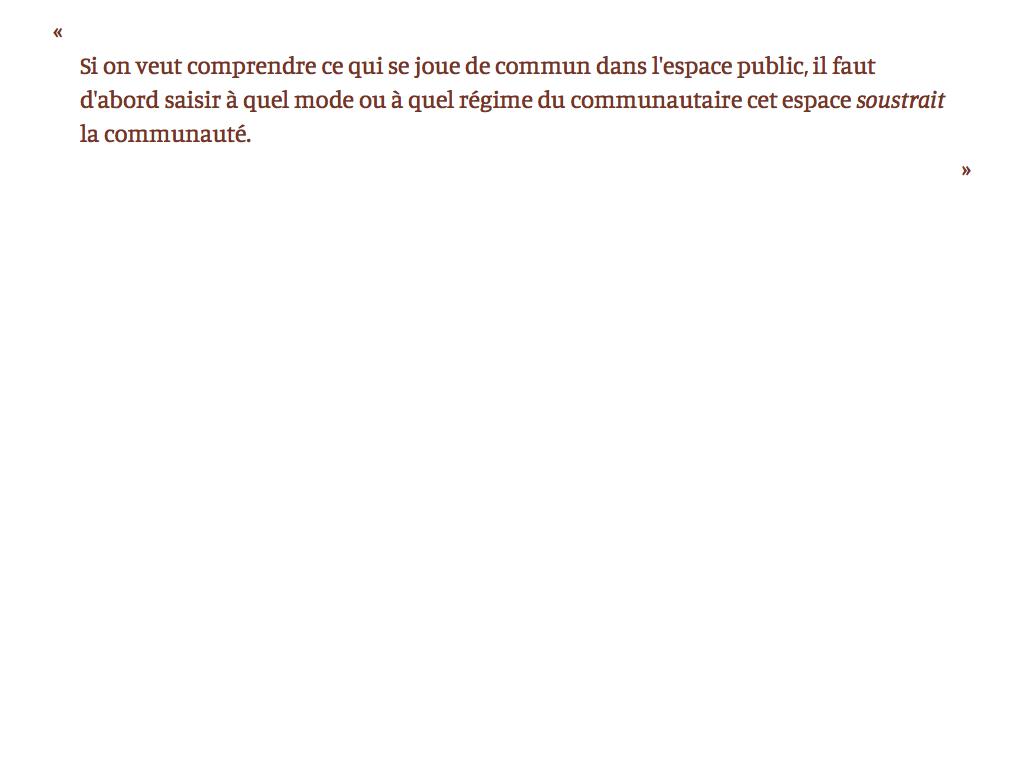 «
Si on veut comprendre ce qui se joue de commun dans l'espace public, il faut
d'abord saisir à quel mode ou à quel régime du communautaire cet espace soustrait
la communauté.
»